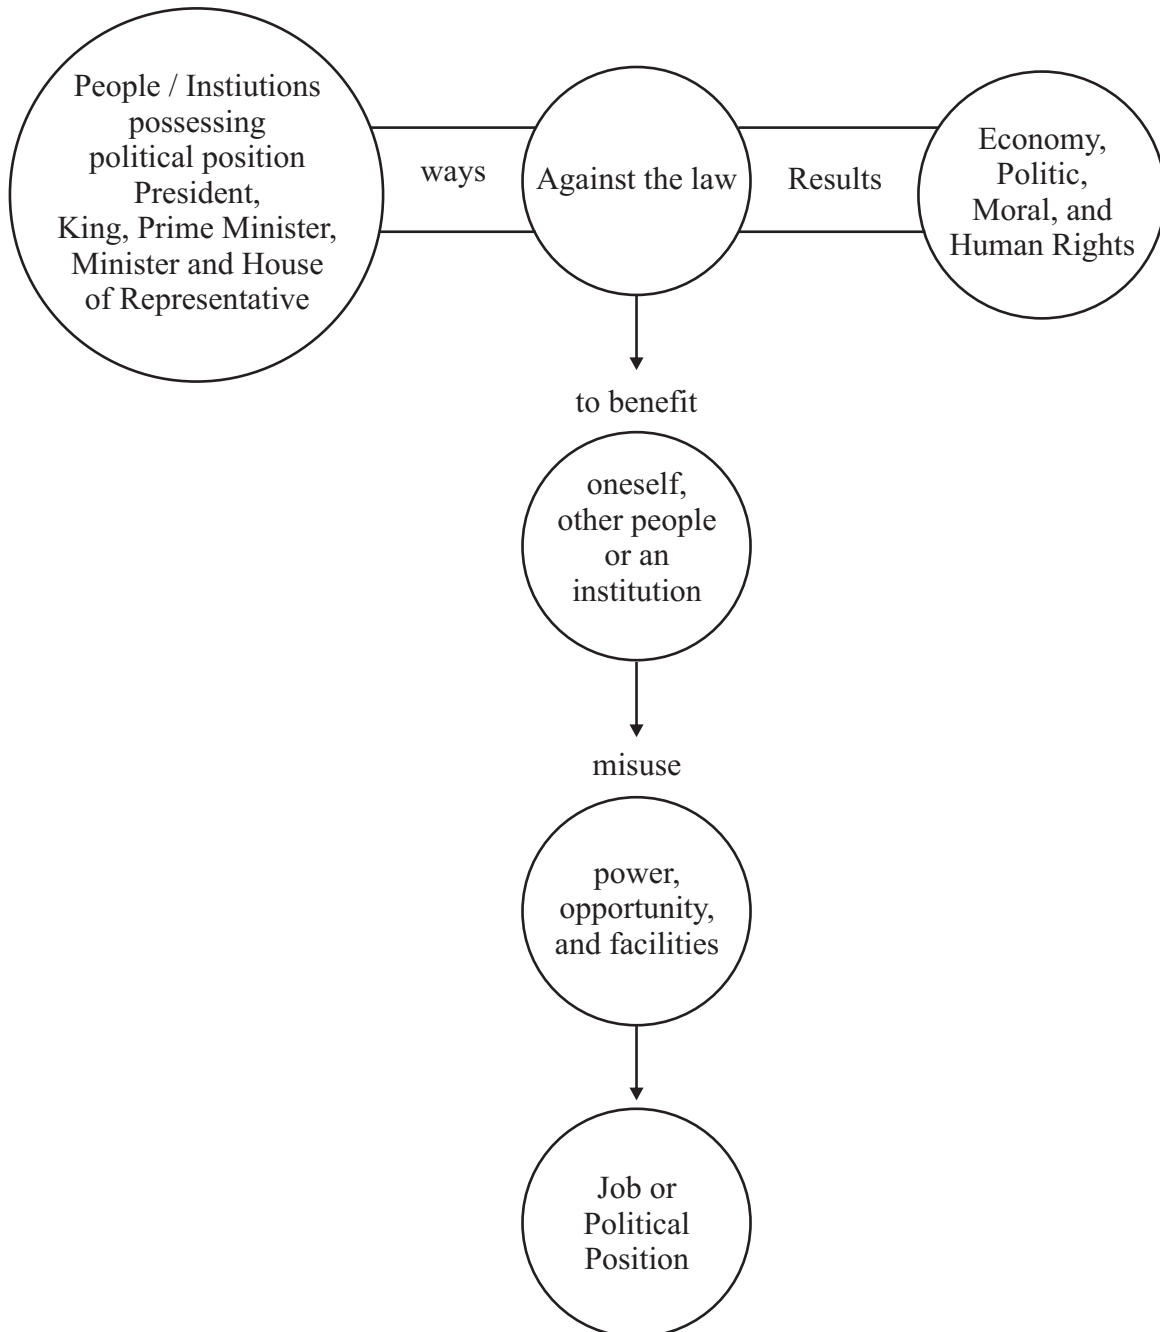 People / Instiutions
possessing
political position
President,
King, Prime Minister,
Minister and House
of Representative
ways
Against the law
Results
Economy,
Politic,
Moral, and
Human Rights
to benefit
oneself,
other people
or an
institution
misuse
power,
opportunity,
and facilities
Job or
Political
Position